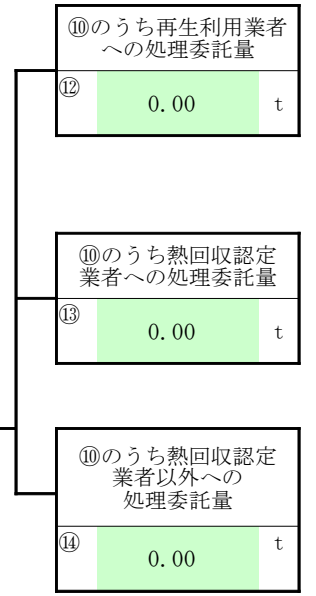 ⑩のうち再生利用業者
への処理委託量
⑫ 0.00 t
⑩のうち熱回収認定
業者への処理委託量
⑬ 0.00 t
⑩のうち熱回収認定
業者以外への
処理委託量
⑭ 0.00 t